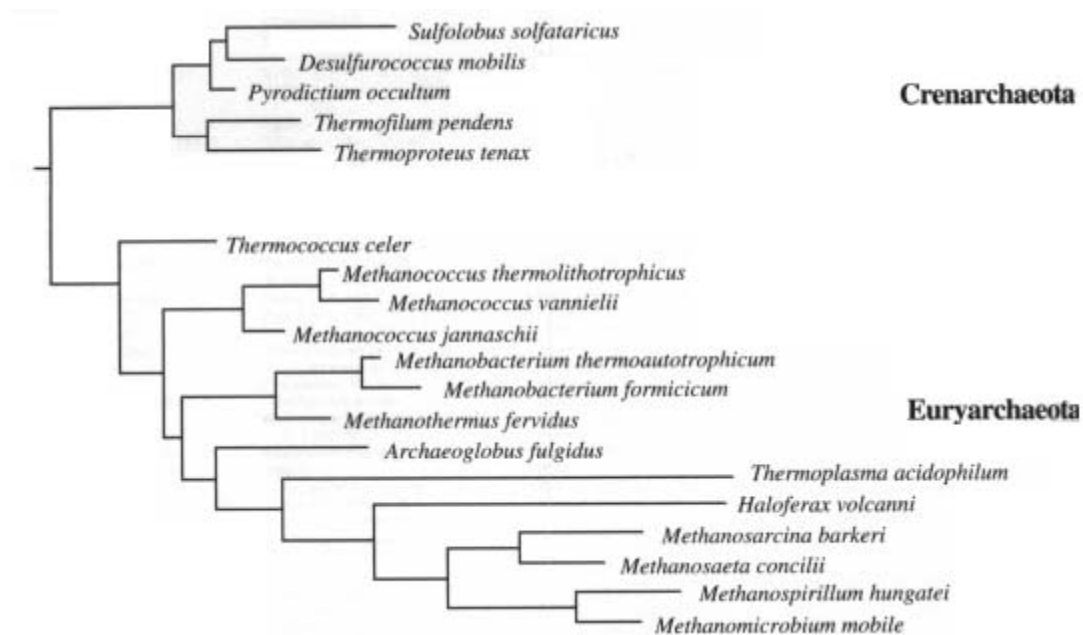 Sulfolobus solfataricus
Desulfurococcus mobilis
Pyrodictium occultum
Crenarchaeota
Thermofilum pendens
Thermoproteus tenax
Thermococcus celer
Methanococcus thermolithotrophicus
Methanococcus vannielii
Methanococcus jannaschii
Methanobacterium thermoautotrophicum
Methanobacterium formicicum
Euryarchaeota
Methanothermus fervidus
Archaeoglobus fulgidus
Thermoplasma acidophilum
Haloferax volcanni
Methanosarcina barkeri
Methanosaeta concilii
Methanospirillum hungatei
Methanomicrobium mobile